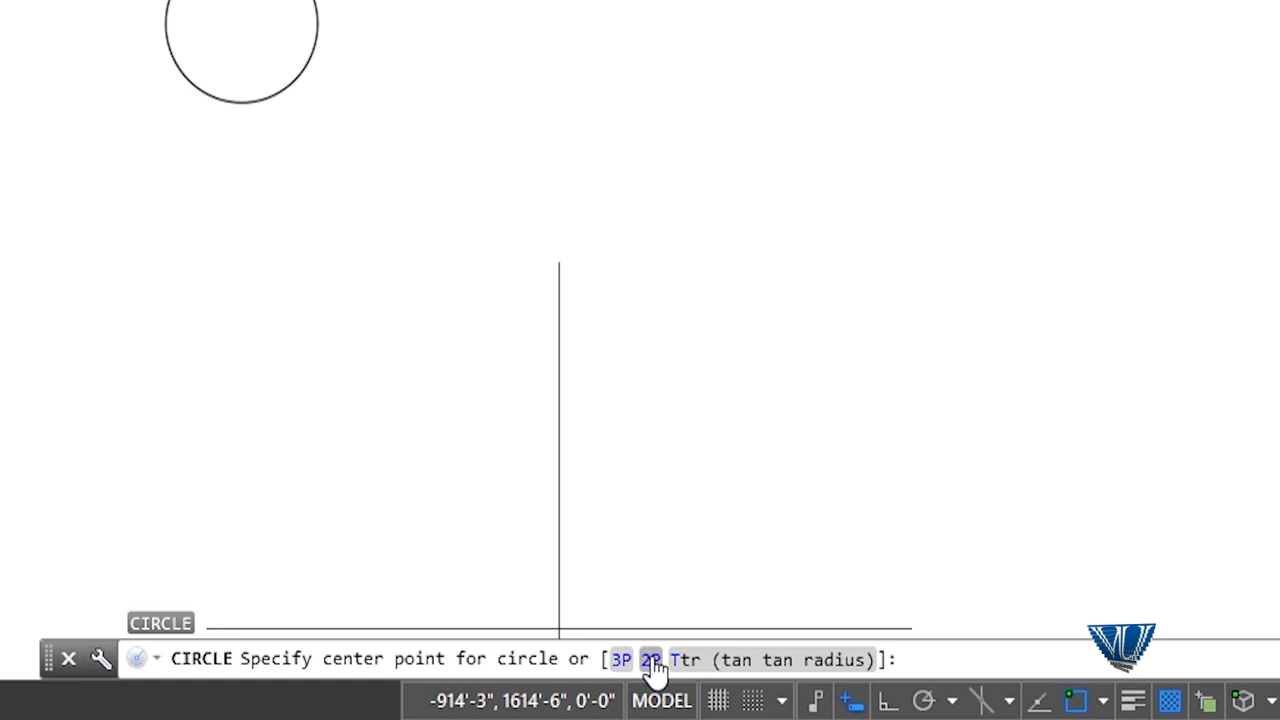 CIRCLE
CIRCLE Specify center point for circle or [3P 2P Ttr (tan tan radius)]:
-914'-3", 1614'-6", 0'-0" MODEL